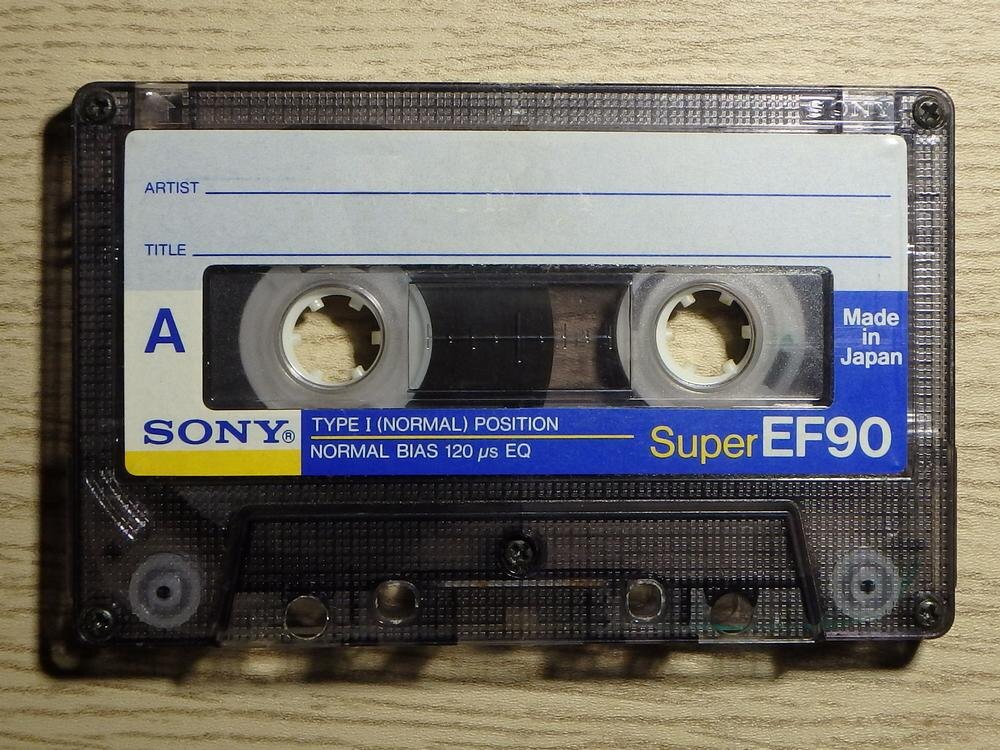 SONY
ARTIST
TITLE
A
Made
in
Japan
SONY®
TYPE I (NORMAL) POSITION
NORMAL BIAS 120 µs EQ
Super EF90